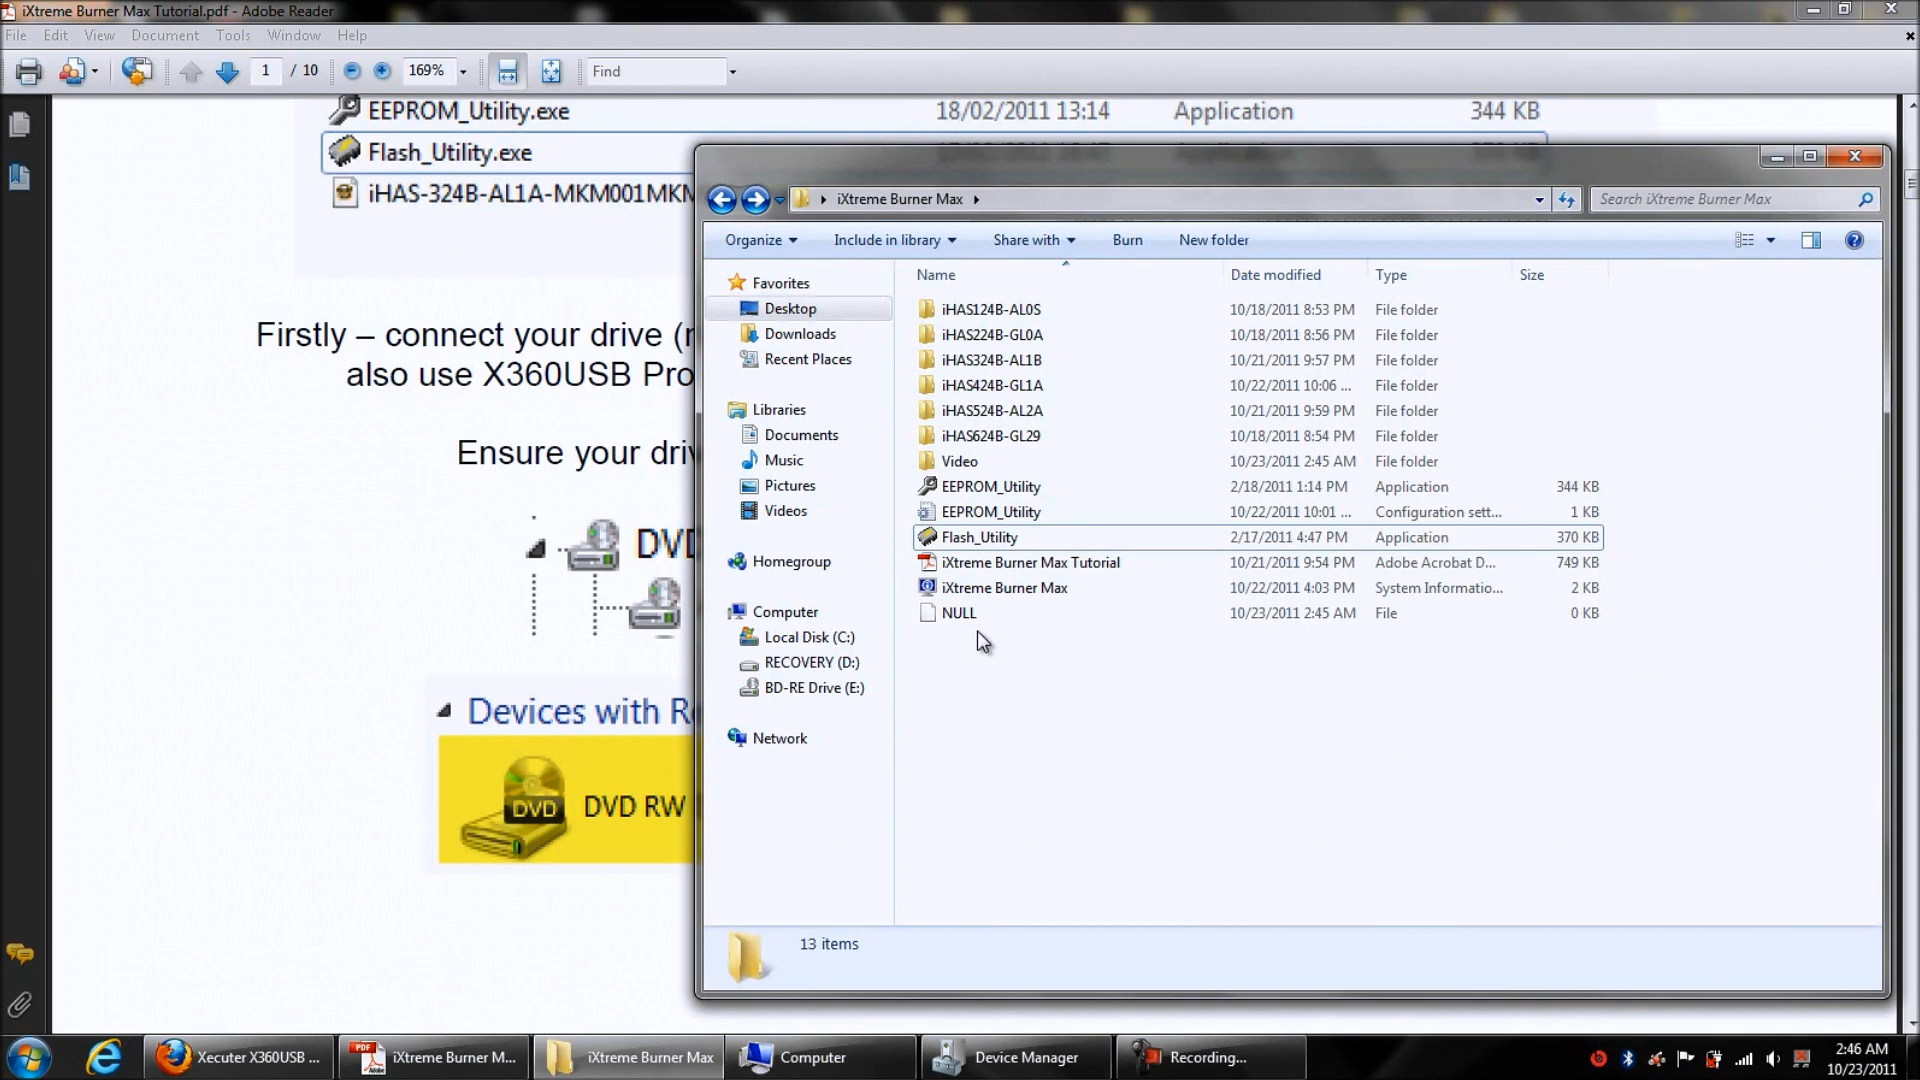 iXtreme Burner Max Tutorial.pdf - Adobe Reader
File Edit View Document Tools Window Help
1 / 10 169% Find
EEPROM_Utility.exe 18/02/2011 13:14 Application 344 KB
Flash_Utility.exe
iHAS-324B-AL1A-MKM001MKM
iXtreme Burner Max Search iXtreme Burner Max
Organize Include in library Share with Burn New folder
Name Date modified Type Size
Favorites
Desktop
Downloads
Recent Places
Libraries
Documents
Music
Pictures
Videos
Homegroup
Computer
Local Disk (C:)
RECOVERY (D:)
BD-RE Drive (E:)
Network
iHAS124B-AL0S 10/18/2011 8:53 PM File folder
iHAS224B-GL0A 10/18/2011 8:56 PM File folder
iHAS324B-AL1B 10/21/2011 9:57 PM File folder
iHAS424B-GL1A 10/22/2011 10:06 ... File folder
iHAS524B-AL2A 10/21/2011 9:59 PM File folder
iHAS624B-GL29 10/18/2011 8:54 PM File folder
Video 10/23/2011 2:45 AM File folder
EEPROM_Utility 2/18/2011 1:14 PM Application 344 KB
EEPROM_Utility 10/22/2011 10:01 ... Configuration sett... 1 KB
Flash_Utility 2/17/2011 4:47 PM Application 370 KB
iXtreme Burner Max Tutorial 10/21/2011 9:54 PM Adobe Acrobat D... 749 KB
iXtreme Burner Max 10/22/2011 4:03 PM System Informatio... 2 KB
NULL 10/23/2011 2:45 AM File 0 KB
13 items
Firstly – connect your drive (
also use X360USB Pro
Ensure your
DVD
Devices with
DVD DVD RW
Xecuter X360USB ... PDF iXtreme Burner M... iXtreme Burner Max Computer Device Manager Recording... 2:46 AM
10/23/2011